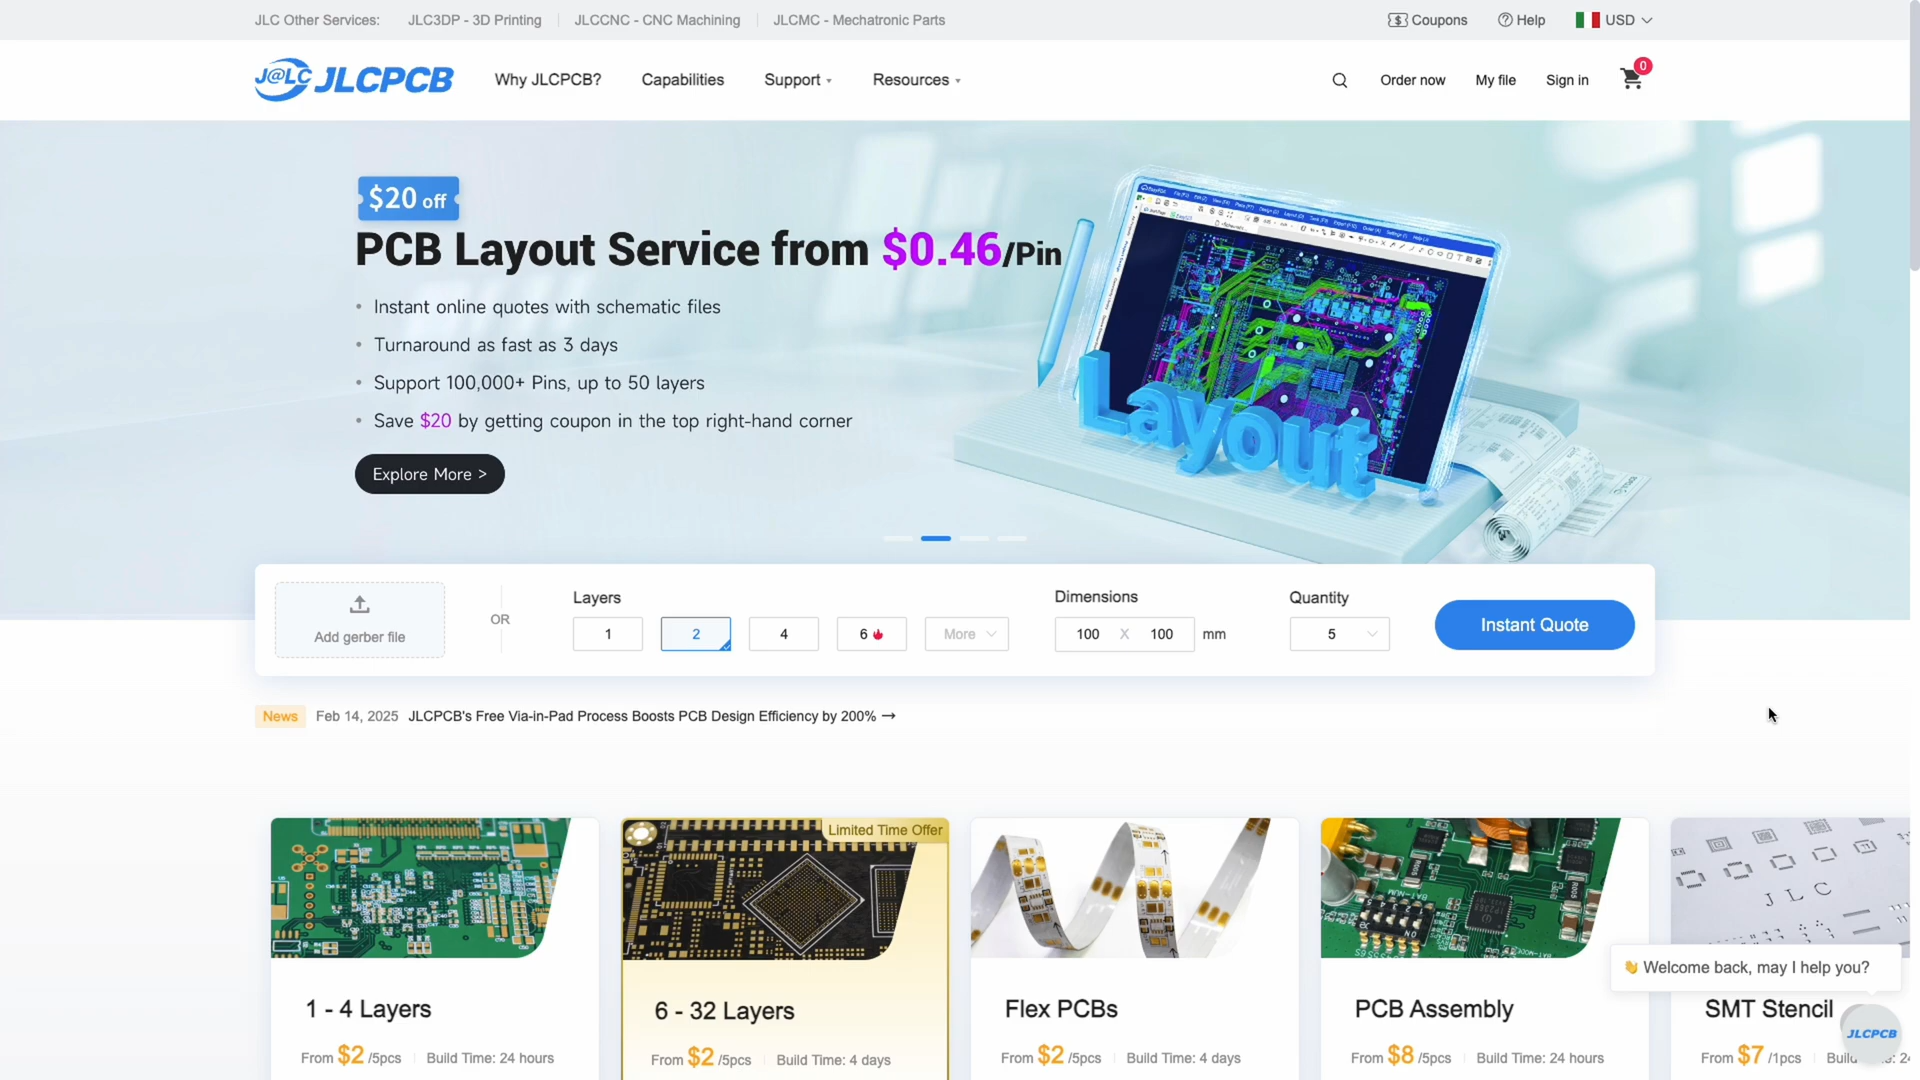 JLC Other Services: JLC3DP - 3D Printing JLCCNC - CNC Machining JLCMC - Mechatronic Parts Coupons Help USD
J@LC JLCPCB Why JLCPCB? Capabilities Support Resources Order now My file Sign in 0
$20 off
PCB Layout Service from $0.46/Pin
• Instant online quotes with schematic files
• Turnaround as fast as 3 days
• Support 100,000+ Pins, up to 50 layers
• Save $20 by getting coupon in the top right-hand corner
Explore More >
Layout
Add gerber file
OR
Layers
1 2 4 6 More
Dimensions
100 X 100 mm
Quantity
5
Instant Quote
News Feb 14, 2025 JLCPCB's Free Via-in-Pad Process Boosts PCB Design Efficiency by 200% →
Limited Time Offer
JLC
👋 Welcome back, may I help you?
JLCPCB
1 - 4 Layers
From $2 /5pcs Build Time: 24 hours
6 - 32 Layers
From $2 /5pcs Build Time: 4 days
Flex PCBs
From $2 /5pcs Build Time: 4 days
PCB Assembly
From $8 /5pcs Build Time: 24 hours
SMT Stencil
From $7 /1pcs